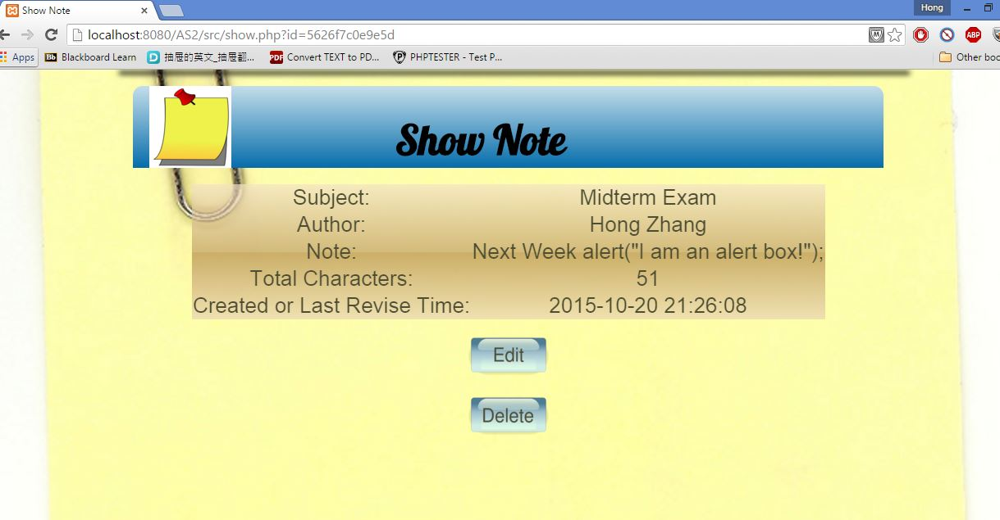 Show Note
Hong
localhost:8080/AS2/src/show.php?id=5626f7c0e9e5d
ABP
Apps Bb Blackboard Learn D 抽屉的英文_抽屉翻... PDF Convert TEXT to PD... P PHPTESTER - Test P... Other boo
Show Note
Subject: Midterm Exam
Author: Hong Zhang
Note: Next Week alert("I am an alert box!");
Total Characters: 51
Created or Last Revise Time: 2015-10-20 21:26:08
Edit
Delete